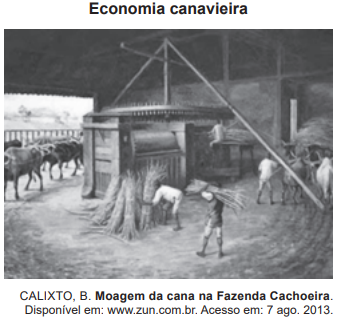 Economia canavieira
CALIXTO, B. Moagem da cana na Fazenda Cachoeira.
Disponível em: www.zun.com.br. Acesso em: 7 ago. 2013.